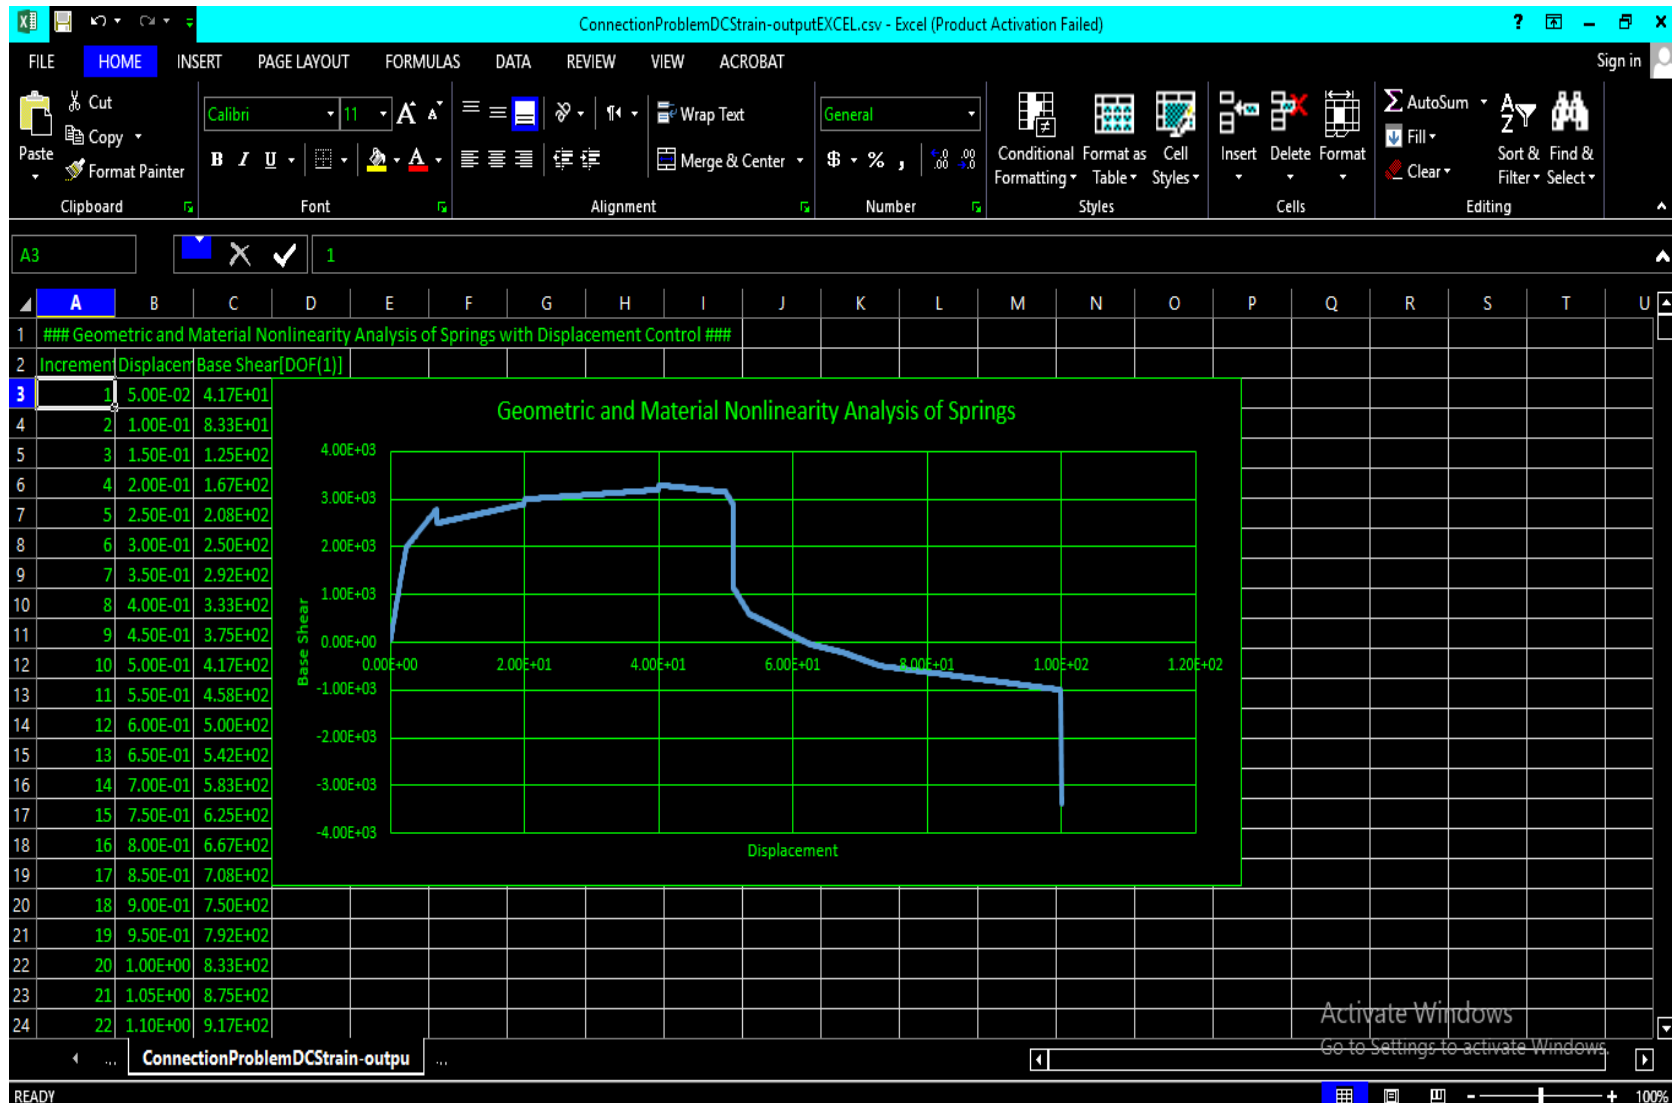 ConnectionProblemDCStrain-outputEXCEL.csv - Excel (Product Activation Failed)
?
FILE HOME INSERT PAGE LAYOUT FORMULAS DATA REVIEW VIEW ACROBAT Sign in
Paste
Cut
Copy
Format Painter
Clipboard
Calibri 11 A A
B I U A
Font
Wrap Text
Merge & Center
Alignment
General
$ % , .0 .00 .00 .0
Number
Conditional Formatting
Format as Table
Cell Styles
Styles
Insert Delete Format
Cells
AutoSum
Fill
Clear
Sort & Filter
Find & Select
Editing
A3 1
A B C D E F G H I J K L M N O P Q R S T U
1 ### Geometric and Material Nonlinearity Analysis of Springs with Displacement Control ###
2 Increment Displacem Base Shear[DOF(1)]
3 1 5.00E-02 4.17E+01
4 2 1.00E-01 8.33E+01
5 3 1.50E-01 1.25E+02
6 4 2.00E-01 1.67E+02
7 5 2.50E-01 2.08E+02
8 6 3.00E-01 2.50E+02
9 7 3.50E-01 2.92E+02
10 8 4.00E-01 3.33E+02
11 9 4.50E-01 3.75E+02
12 10 5.00E-01 4.17E+02
13 11 5.50E-01 4.58E+02
14 12 6.00E-01 5.00E+02
15 13 6.50E-01 5.42E+02
16 14 7.00E-01 5.83E+02
17 15 7.50E-01 6.25E+02
18 16 8.00E-01 6.67E+02
19 17 8.50E-01 7.08E+02
20 18 9.00E-01 7.50E+02
21 19 9.50E-01 7.92E+02
22 20 1.00E+00 8.33E+02
23 21 1.05E+00 8.75E+02
24 22 1.10E+00 9.17E+02
Geometric and Material Nonlinearity Analysis of Springs
4.00E+03
3.00E+03
2.00E+03
1.00E+03
0.00E+00
-1.00E+03
-2.00E+03
-3.00E+03
-4.00E+03
Base Shear
0.00E+00 2.00E+01 4.00E+01 6.00E+01 8.00E+01 1.00E+02 1.20E+02
Displacement
Activate Windows
Go to Settings to activate Windows.
... ConnectionProblemDCStrain-outpu ...
READY 100%